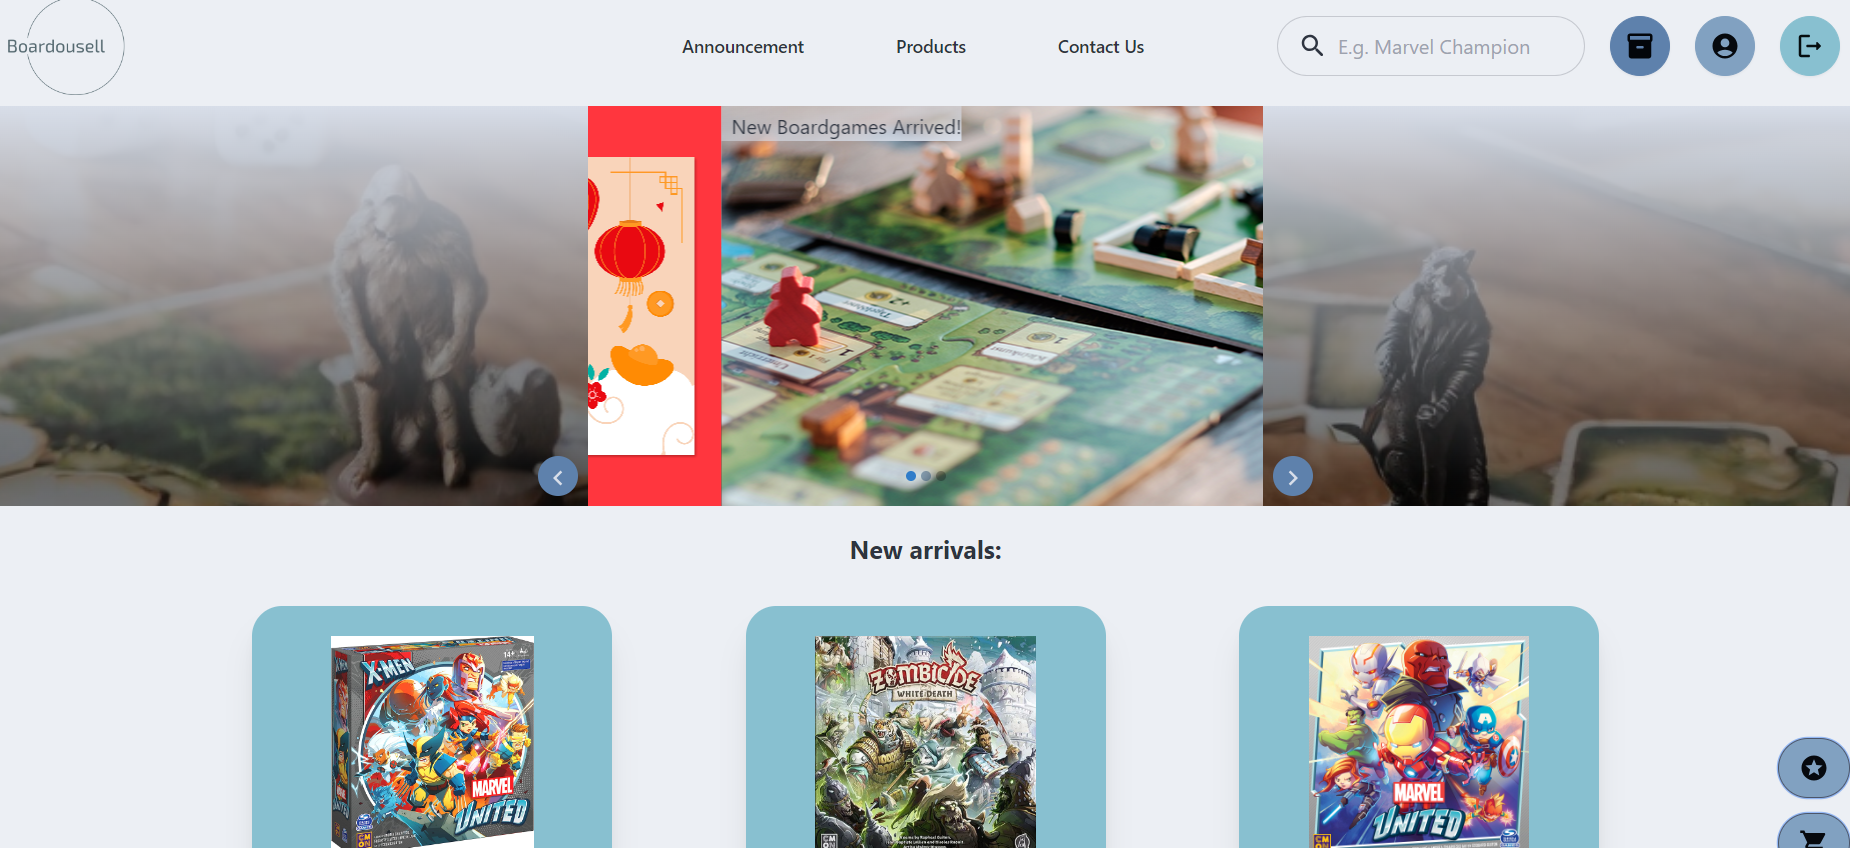 Boardousell
Announcement
Products
Contact Us
E.g. Marvel Champion
New Boardgames Arrived!
New arrivals:
X-MEN
14+
MARVEL
UNITED
ZOMBICIDE
WHITE DEATH
MARVEL
UNITED